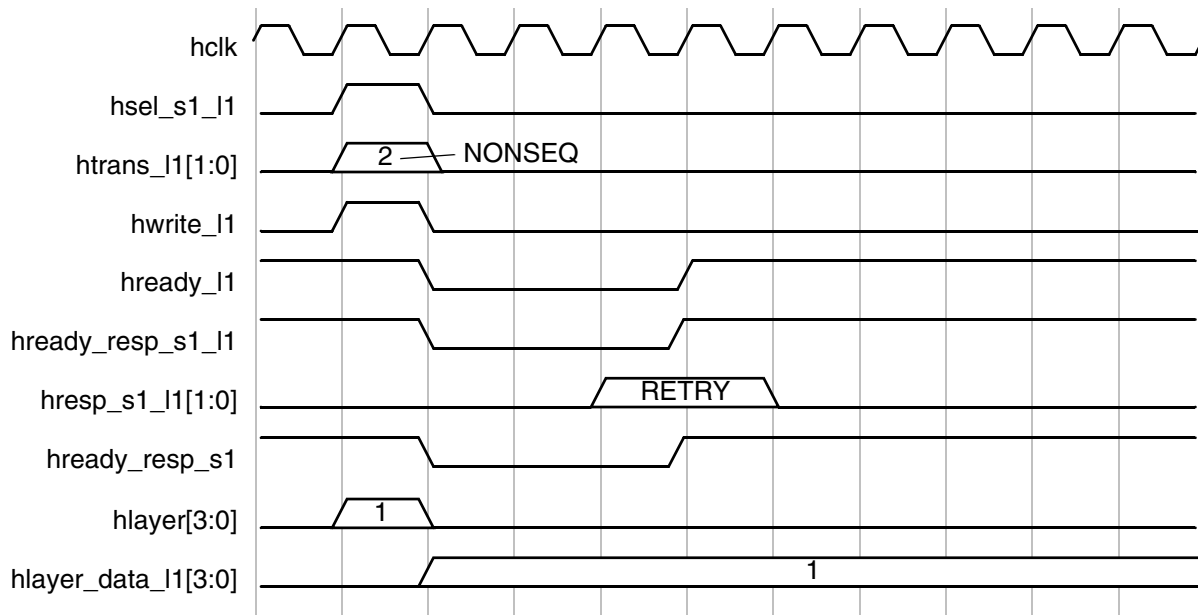 hclk
hsel_s1_l1
htrans_l1[1:0] 2 NONSEQ
hwrite_l1
hready_l1
hready_resp_s1_l1
hresp_s1_l1[1:0] RETRY
hready_resp_s1
hlayer[3:0] 1
hlayer_data_l1[3:0] 1